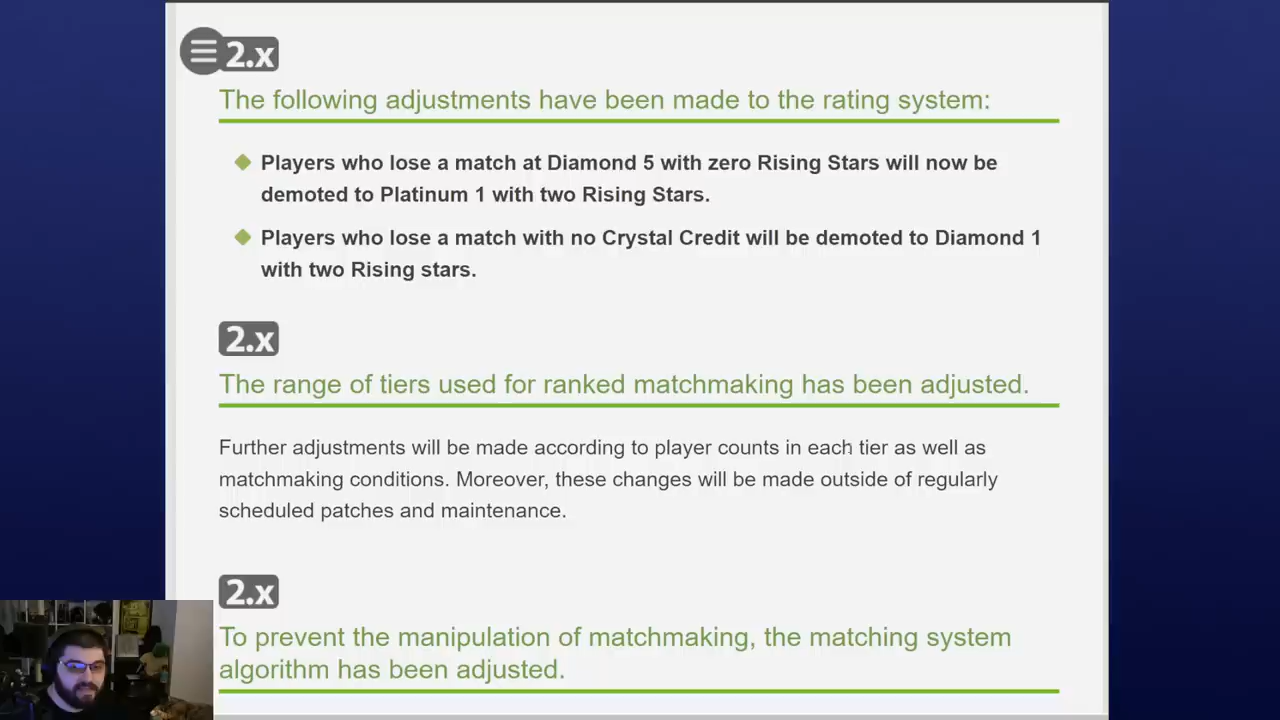 2.x
The following adjustments have been made to the rating system:
Players who lose a match at Diamond 5 with zero Rising Stars will now be
demoted to Platinum 1 with two Rising Stars.
Players who lose a match with no Crystal Credit will be demoted to Diamond 1
with two Rising stars.
2.x
The range of tiers used for ranked matchmaking has been adjusted.
Further adjustments will be made according to player counts in each tier as well as
matchmaking conditions. Moreover, these changes will be made outside of regularly
scheduled patches and maintenance.
2.x
To prevent the manipulation of matchmaking, the matching system
algorithm has been adjusted.